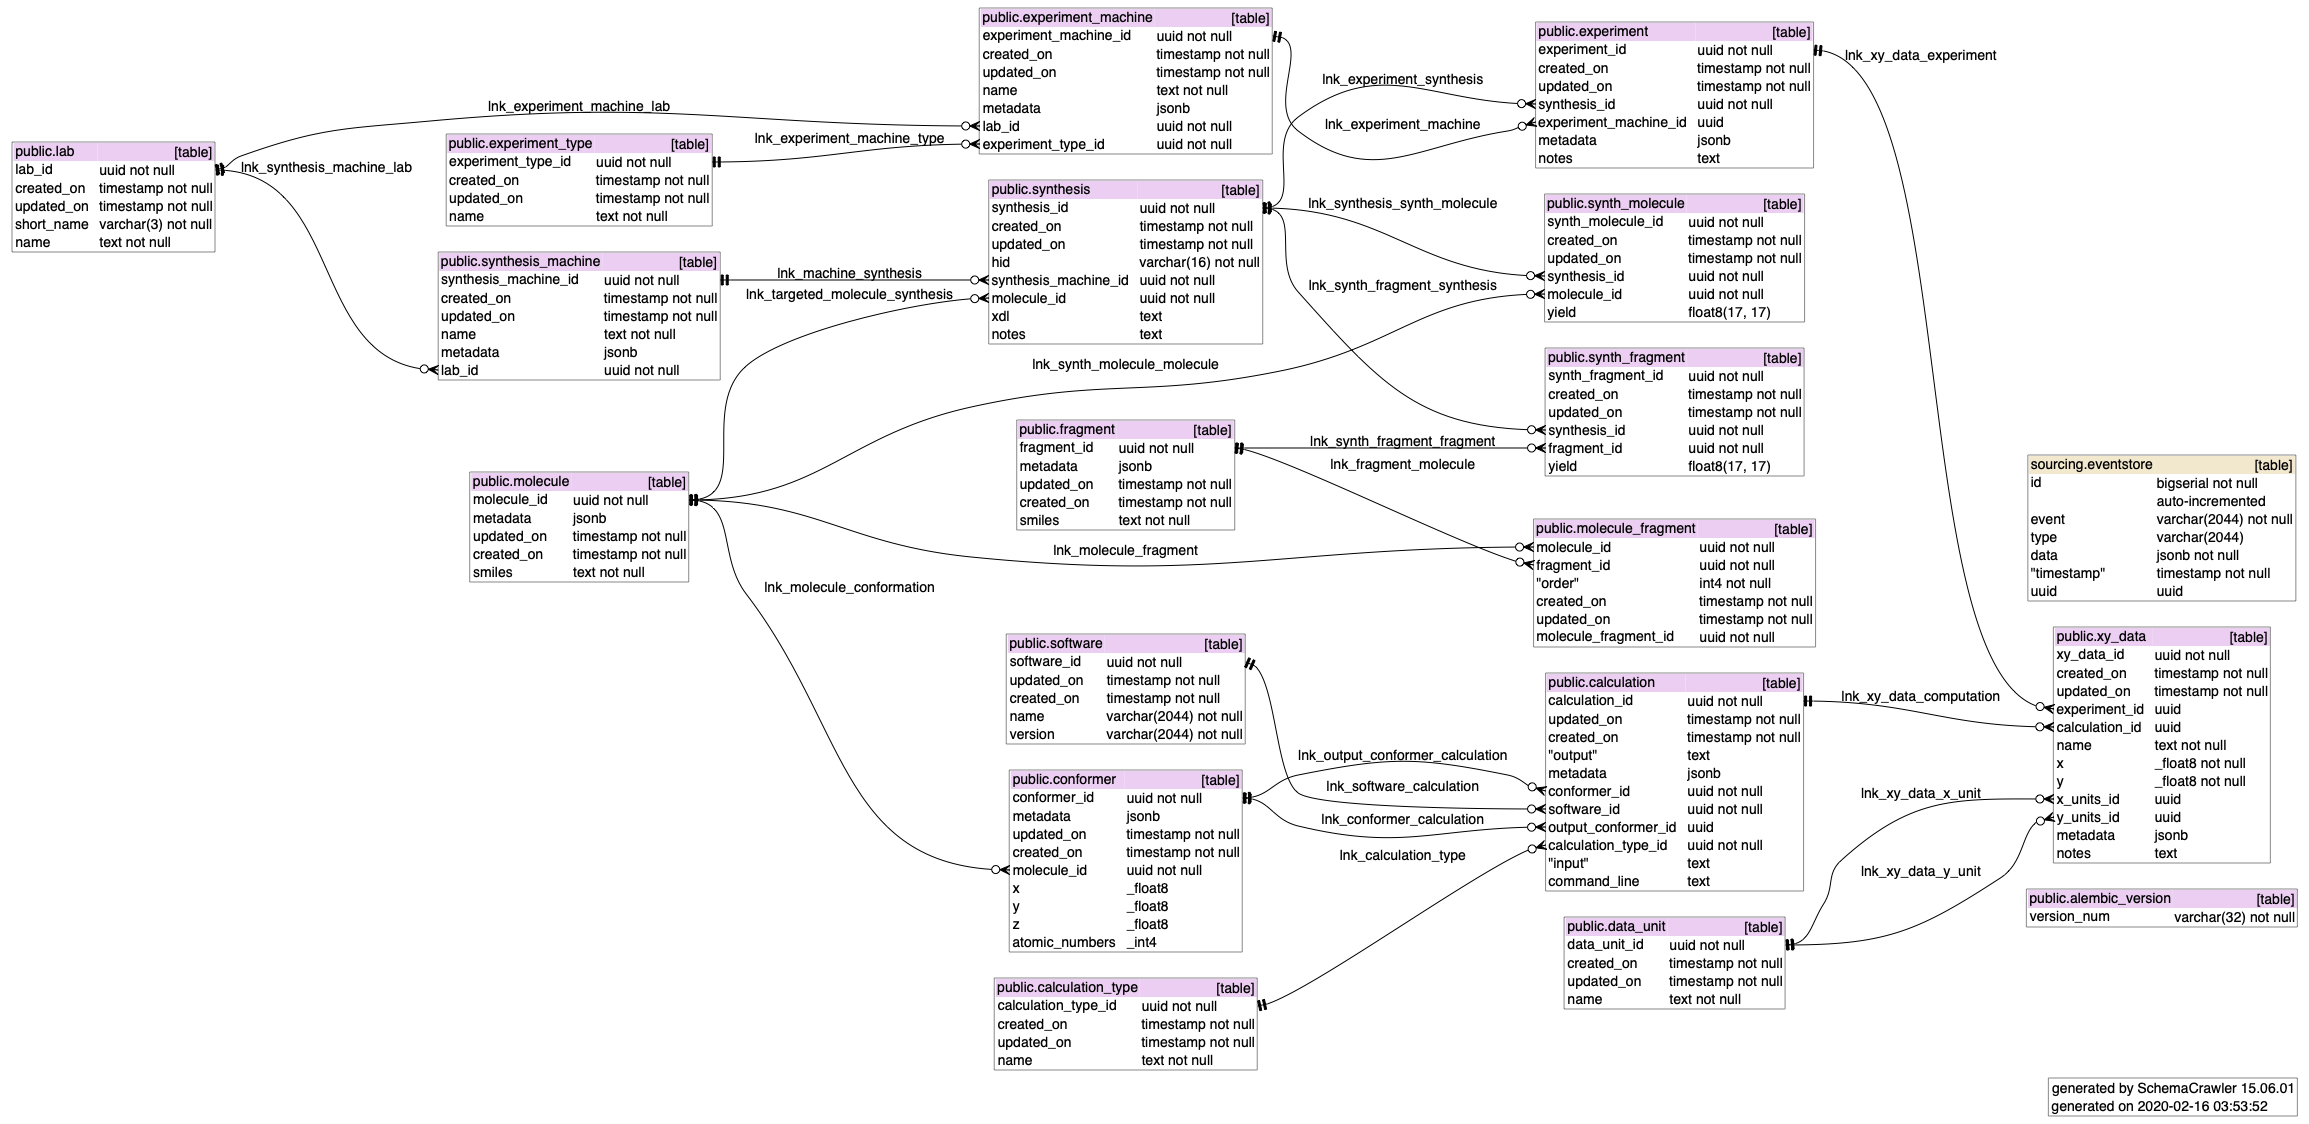 public.lab [table]
lab_id uuid not null
created_on timestamp not null
updated_on timestamp not null
short_name varchar(3) not null
name text not null
lnk_experiment_machine_lab
lnk_synthesis_machine_lab
public.experiment_type [table]
experiment_type_id uuid not null
created_on timestamp not null
updated_on timestamp not null
name text not null
public.synthesis_machine [table]
synthesis_machine_id uuid not null
created_on timestamp not null
updated_on timestamp not null
name text not null
metadata jsonb
lab_id uuid not null
public.molecule [table]
molecule_id uuid not null
metadata jsonb
updated_on timestamp not null
created_on timestamp not null
smiles text not null
lnk_experiment_machine_type
lnk_machine_synthesis
lnk_targeted_molecule_synthesis
lnk_synth_molecule_molecule
lnk_molecule_fragment
lnk_molecule_conformation
public.experiment_machine [table]
experiment_machine_id uuid not null
created_on timestamp not null
updated_on timestamp not null
name text not null
metadata jsonb
lab_id uuid not null
experiment_type_id uuid not null
public.synthesis [table]
synthesis_id uuid not null
created_on timestamp not null
updated_on timestamp not null
hid varchar(16) not null
synthesis_machine_id uuid not null
molecule_id uuid not null
xdl text
notes text
public.fragment [table]
fragment_id uuid not null
metadata jsonb
updated_on timestamp not null
created_on timestamp not null
smiles text not null
public.software [table]
software_id uuid not null
updated_on timestamp not null
created_on timestamp not null
name varchar(2044) not null
version varchar(2044) not null
public.conformer [table]
conformer_id uuid not null
metadata jsonb
updated_on timestamp not null
created_on timestamp not null
molecule_id uuid not null
x _float8
y _float8
z _float8
atomic_numbers _int4
public.calculation_type [table]
calculation_type_id uuid not null
created_on timestamp not null
updated_on timestamp not null
name text not null
lnk_experiment_synthesis
lnk_experiment_machine
lnk_synthesis_synth_molecule
lnk_synth_fragment_synthesis
lnk_synth_fragment_fragment
lnk_fragment_molecule
lnk_output_conformer_calculation
lnk_software_calculation
lnk_conformer_calculation
lnk_calculation_type
public.experiment [table]
experiment_id uuid not null
created_on timestamp not null
updated_on timestamp not null
synthesis_id uuid not null
experiment_machine_id uuid
metadata jsonb
notes text
public.synth_molecule [table]
synth_molecule_id uuid not null
created_on timestamp not null
updated_on timestamp not null
synthesis_id uuid not null
molecule_id uuid not null
yield float8(17, 17)
public.synth_fragment [table]
synth_fragment_id uuid not null
created_on timestamp not null
updated_on timestamp not null
synthesis_id uuid not null
fragment_id uuid not null
yield float8(17, 17)
public.molecule_fragment [table]
molecule_id uuid not null
fragment_id uuid not null
"order" int4 not null
created_on timestamp not null
updated_on timestamp not null
molecule_fragment_id uuid not null
public.calculation [table]
calculation_id uuid not null
updated_on timestamp not null
created_on timestamp not null
"output" text
metadata jsonb
conformer_id uuid not null
software_id uuid not null
output_conformer_id uuid
calculation_type_id uuid not null
"input" text
command_line text
public.data_unit [table]
data_unit_id uuid not null
created_on timestamp not null
updated_on timestamp not null
name text not null
lnk_xy_data_experiment
lnk_xy_data_computation
lnk_xy_data_x_unit
lnk_xy_data_y_unit
sourcing.eventstore [table]
id bigserial not null
auto-incremented
event varchar(2044) not null
type varchar(2044)
data jsonb not null
"timestamp" timestamp not null
uuid uuid
public.xy_data [table]
xy_data_id uuid not null
created_on timestamp not null
updated_on timestamp not null
experiment_id uuid
calculation_id uuid
name text not null
x _float8 not null
y _float8 not null
x_units_id uuid
y_units_id uuid
metadata jsonb
notes text
public.alembic_version [table]
version_num varchar(32) not null
generated by SchemaCrawler 15.06.01
generated on 2020-02-16 03:53:52